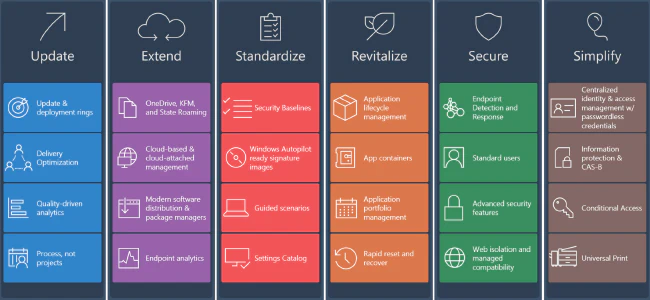 Update
Extend
Standardize
Revitalize
Secure
Simplify
Update &
deployment rings
Delivery
Optimization
Quality-driven
analytics
Process, not
projects
OneDrive, KFM,
and State Roaming
Cloud-based &
cloud-attached
management
Modern software
distribution &
package managers
Endpoint analytics
Security Baselines
Windows Autopilot
ready signature
images
Guided scenarios
Settings Catalog
Application
lifecycle
management
App containers
Application
portfolio
management
Rapid reset and
recover
Endpoint
Detection and
Response
Standard users
Advanced security
features
Web isolation and
managed
compatibility
Centralized
identity & access
management w/
passwordless
credentials
Information
protection &
CAS-B
Conditional Access
Universal Print